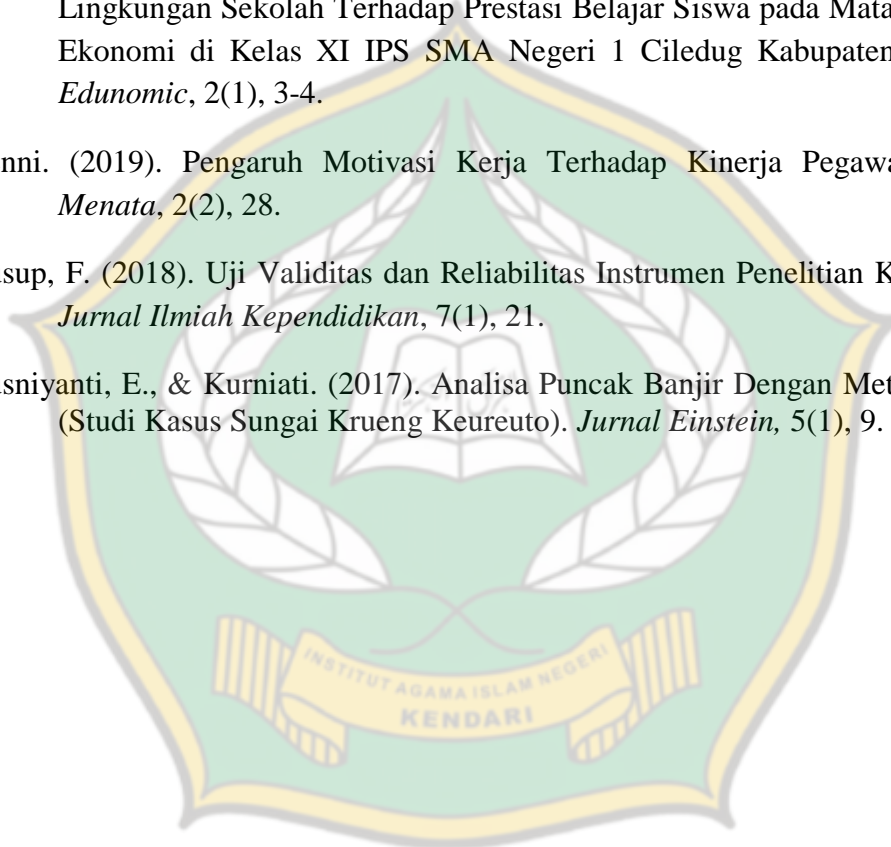 Lingkungan Sekolah Terhadap Prestasi Belajar Siswa pada Mata
Ekonomi di Kelas XI IPS SMA Negeri 1 Ciledug Kabupaten
Edunomic, 2(1), 3-4.
nni. (2019). Pengaruh Motivasi Kerja Terhadap Kinerja Pegawa
Menata, 2(2), 28.
sup, F. (2018). Uji Validitas dan Reliabilitas Instrumen Penelitian K
Jurnal Ilmiah Kependidikan, 7(1), 21.
sniyanti, E., & Kurniati. (2017). Analisa Puncak Banjir Dengan Met
(Studi Kasus Sungai Krueng Keureuto). Jurnal Einstein, 5(1), 9.
INSTITUT AGAMA ISLAM NEGERI
KENDARI